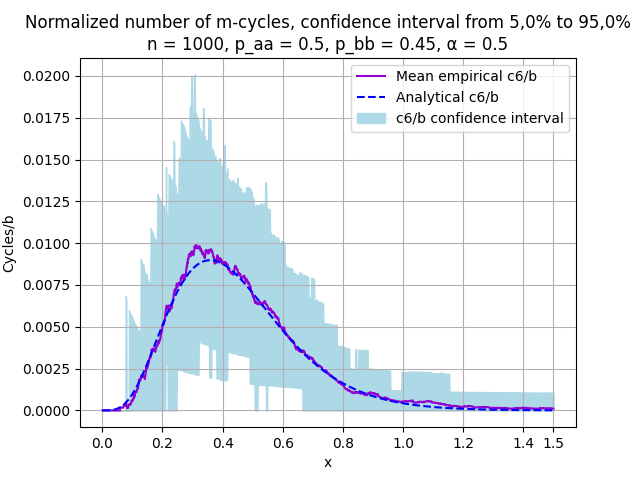 Normalized number of m-cycles, confidence interval from 5,0% to 95,0%
n = 1000, p_aa = 0.5, p_bb = 0.45, α = 0.5
Mean empirical c6/b
Analytical c6/b
c6/b confidence interval
Cycles/b
0.0200
0.0175
0.0150
0.0125
0.0100
0.0075
0.0050
0.0025
0.0000
0.0 0.2 0.4 0.6 0.8 1.0 1.2 1.4 1.5
x